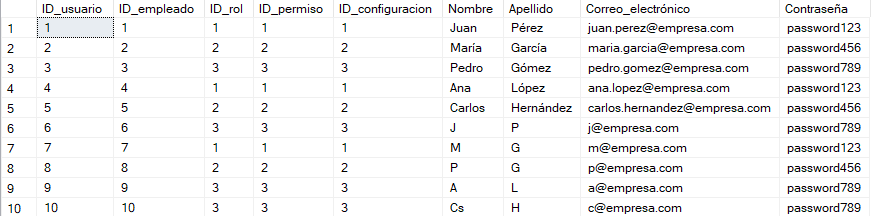 ID_usuario ID_empleado ID_rol ID_permiso ID_configuracion Nombre Apellido Correo_electrónico Contraseña
1 1 1 1 1 1 Juan Pérez juan.perez@empresa.com password123
2 2 2 2 2 2 María García maria.garcia@empresa.com password456
3 3 3 3 3 3 Pedro Gómez pedro.gomez@empresa.com password789
4 4 4 1 1 1 Ana López ana.lopez@empresa.com password123
5 5 5 2 2 2 Carlos Hernández carlos.hernandez@empresa.com password456
6 6 6 3 3 3 J P j@empresa.com password789
7 7 7 1 1 1 M G m@empresa.com password123
8 8 8 2 2 2 P G p@empresa.com password456
9 9 9 3 3 3 A L a@empresa.com password789
10 10 10 3 3 3 Cs H c@empresa.com password789